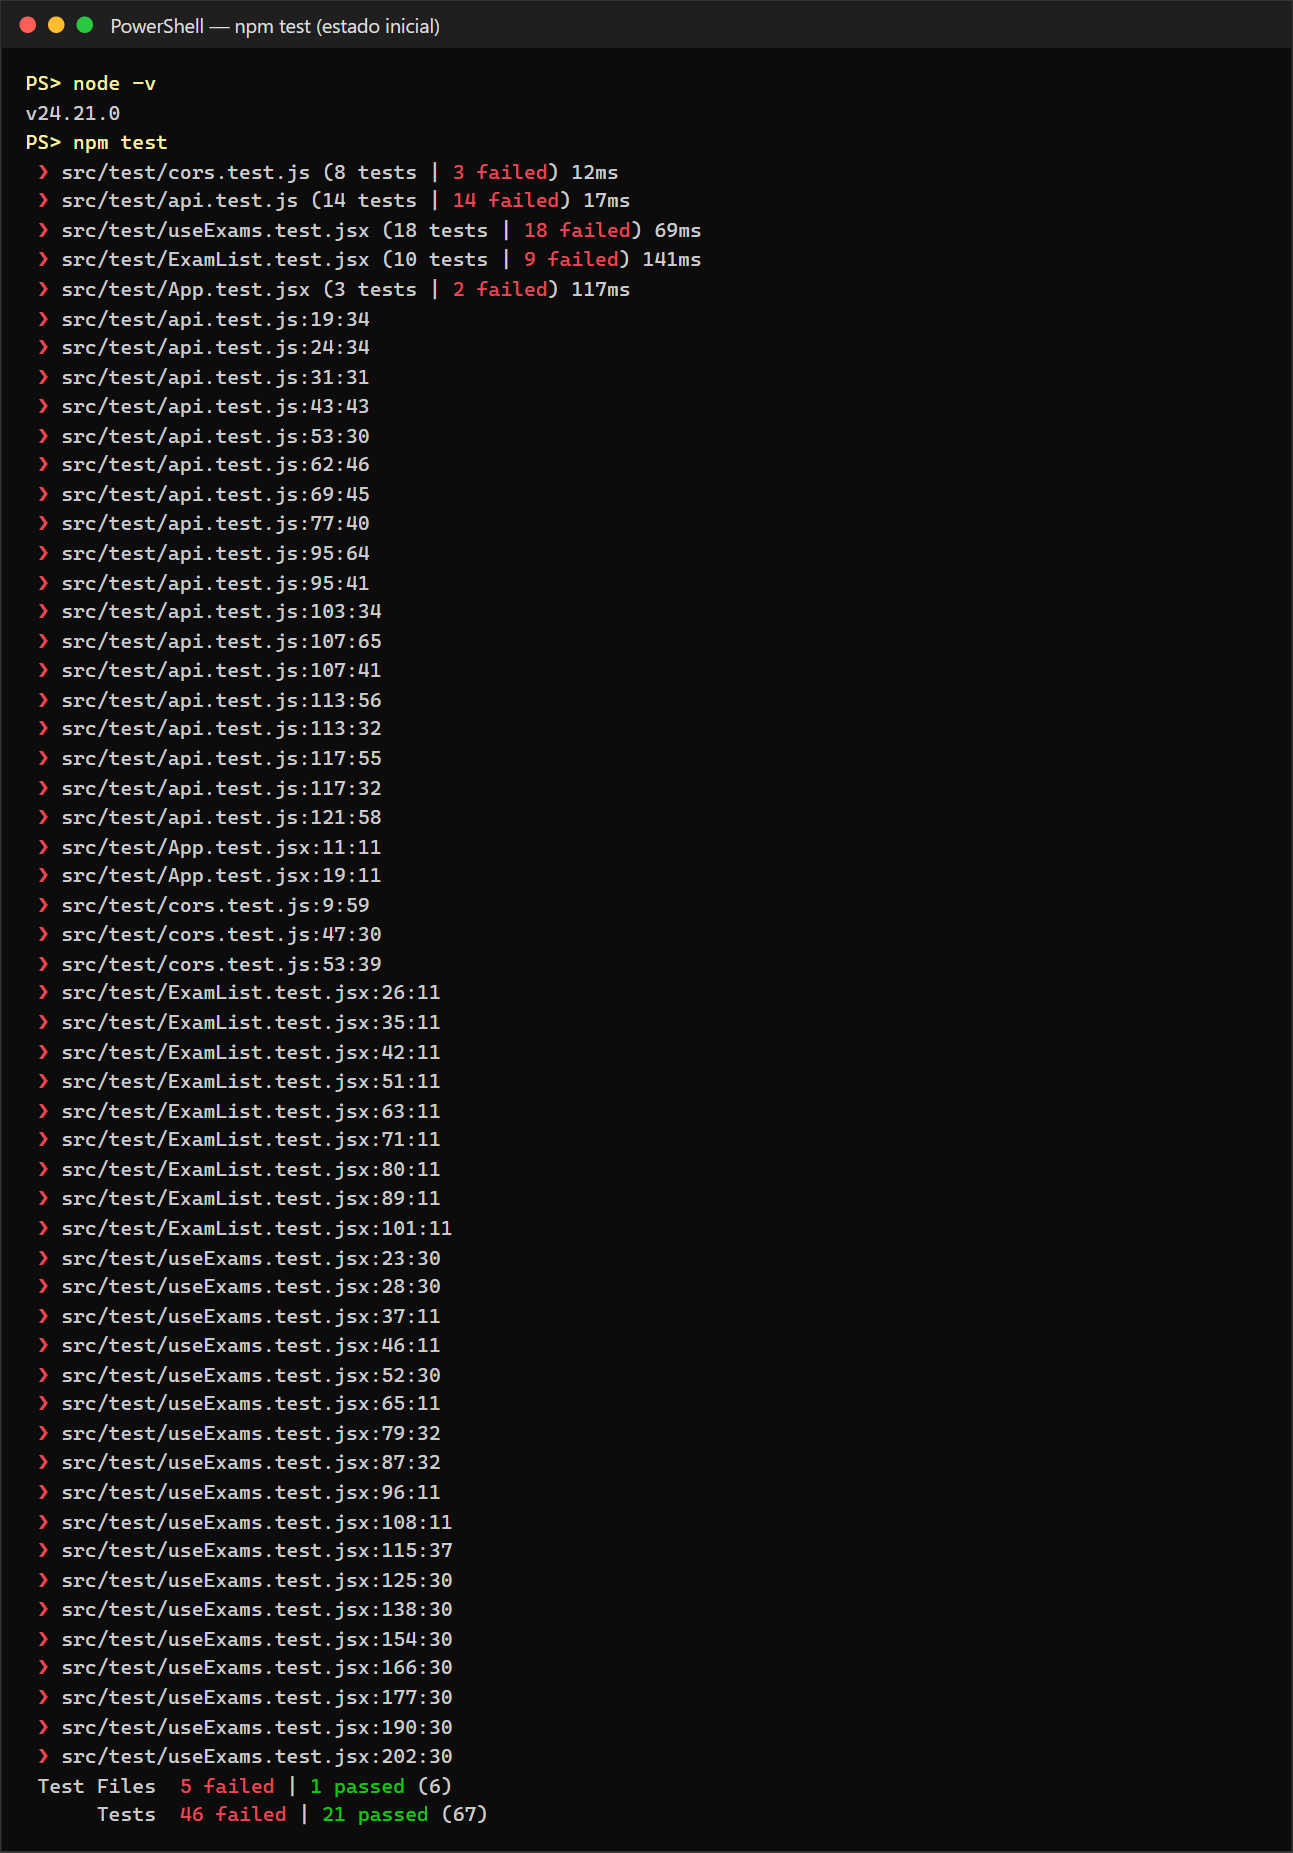 PowerShell — npm test (estado inicial)
PS> node -v
v24.21.0
PS> npm test
❯ src/test/cors.test.js (8 tests | 3 failed) 12ms
❯ src/test/api.test.js (14 tests | 14 failed) 17ms
❯ src/test/useExams.test.jsx (18 tests | 18 failed) 69ms
❯ src/test/ExamList.test.jsx (10 tests | 9 failed) 141ms
❯ src/test/App.test.jsx (3 tests | 2 failed) 117ms
❯ src/test/api.test.js:19:34
❯ src/test/api.test.js:24:34
❯ src/test/api.test.js:31:31
❯ src/test/api.test.js:43:43
❯ src/test/api.test.js:53:30
❯ src/test/api.test.js:62:46
❯ src/test/api.test.js:69:45
❯ src/test/api.test.js:77:40
❯ src/test/api.test.js:95:64
❯ src/test/api.test.js:95:41
❯ src/test/api.test.js:103:34
❯ src/test/api.test.js:107:65
❯ src/test/api.test.js:107:41
❯ src/test/api.test.js:113:56
❯ src/test/api.test.js:113:32
❯ src/test/api.test.js:117:55
❯ src/test/api.test.js:117:32
❯ src/test/api.test.js:121:58
❯ src/test/App.test.jsx:11:11
❯ src/test/App.test.jsx:19:11
❯ src/test/cors.test.js:9:59
❯ src/test/cors.test.js:47:30
❯ src/test/cors.test.js:53:39
❯ src/test/ExamList.test.jsx:26:11
❯ src/test/ExamList.test.jsx:35:11
❯ src/test/ExamList.test.jsx:42:11
❯ src/test/ExamList.test.jsx:51:11
❯ src/test/ExamList.test.jsx:63:11
❯ src/test/ExamList.test.jsx:71:11
❯ src/test/ExamList.test.jsx:80:11
❯ src/test/ExamList.test.jsx:89:11
❯ src/test/ExamList.test.jsx:101:11
❯ src/test/useExams.test.jsx:23:30
❯ src/test/useExams.test.jsx:28:30
❯ src/test/useExams.test.jsx:37:11
❯ src/test/useExams.test.jsx:46:11
❯ src/test/useExams.test.jsx:52:30
❯ src/test/useExams.test.jsx:65:11
❯ src/test/useExams.test.jsx:79:32
❯ src/test/useExams.test.jsx:87:32
❯ src/test/useExams.test.jsx:96:11
❯ src/test/useExams.test.jsx:108:11
❯ src/test/useExams.test.jsx:115:37
❯ src/test/useExams.test.jsx:125:30
❯ src/test/useExams.test.jsx:138:30
❯ src/test/useExams.test.jsx:154:30
❯ src/test/useExams.test.jsx:166:30
❯ src/test/useExams.test.jsx:177:30
❯ src/test/useExams.test.jsx:190:30
❯ src/test/useExams.test.jsx:202:30
Test Files  5 failed | 1 passed (6)
Tests  46 failed | 21 passed (67)